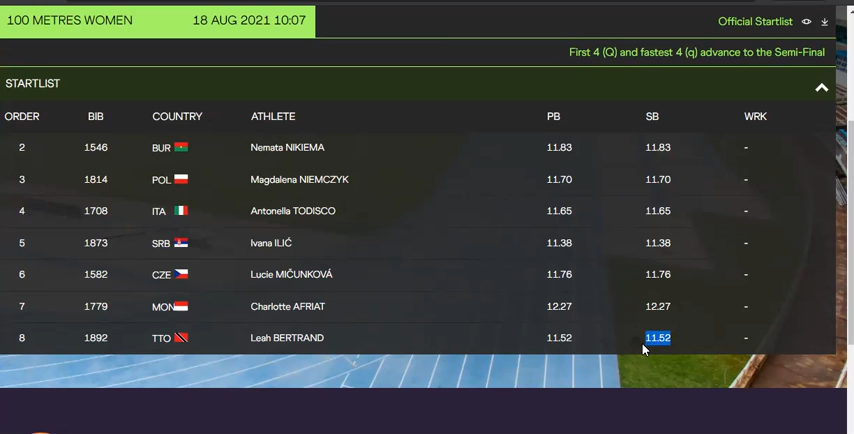 100 METRES WOMEN 18 AUG 2021 10:07
Official Startlist
First 4 (Q) and fastest 4 (q) advance to the Semi-Final
STARTLIST
ORDER BIB COUNTRY ATHLETE PB SB WRK
2 1546 BUR Nemata NIKIEMA 11.83 11.83 -
3 1814 POL Magdalena NIEMCZYK 11.70 11.70 -
4 1708 ITA Antonella TODISCO 11.65 11.65 -
5 1873 SRB Ivana ILIĆ 11.38 11.38 -
6 1582 CZE Lucie MIČUNKOVÁ 11.76 11.76 -
7 1779 MON Charlotte AFRIAT 12.27 12.27 -
8 1892 TTO Leah BERTRAND 11.52 11.52 -